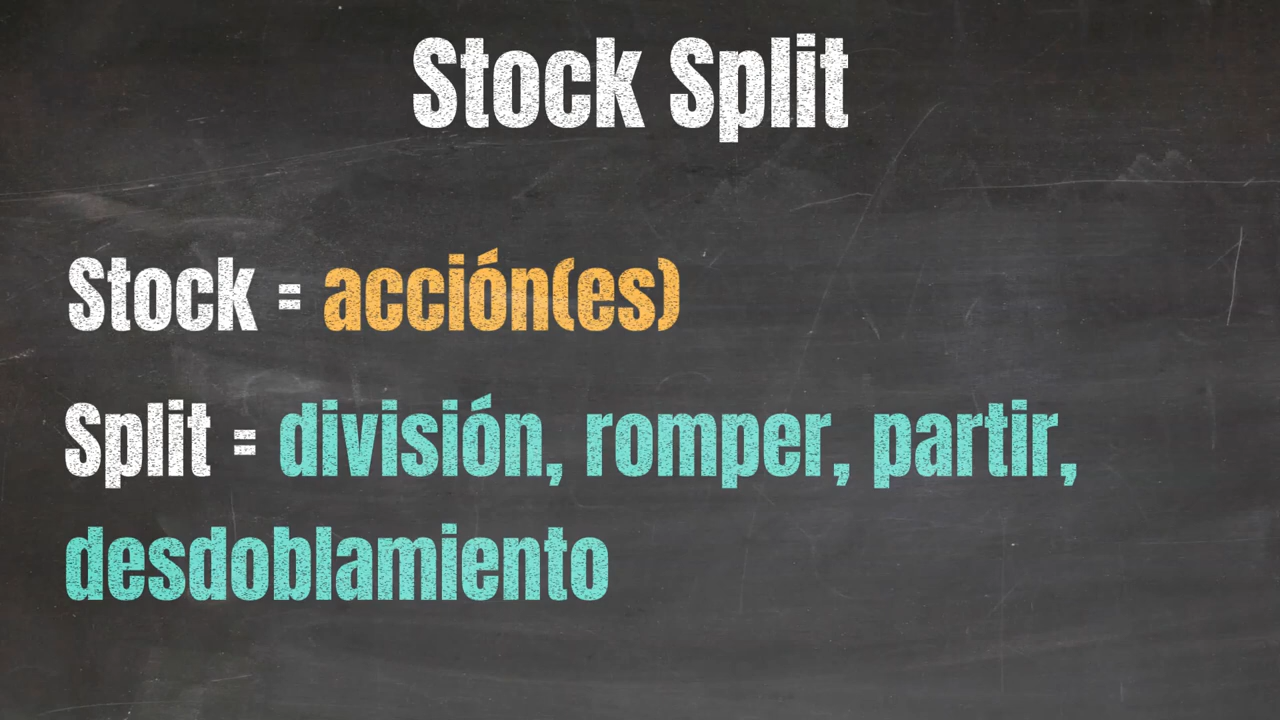 Stock Split
Stock = acción(es)
Split = división, romper, partir,
desdoblamiento